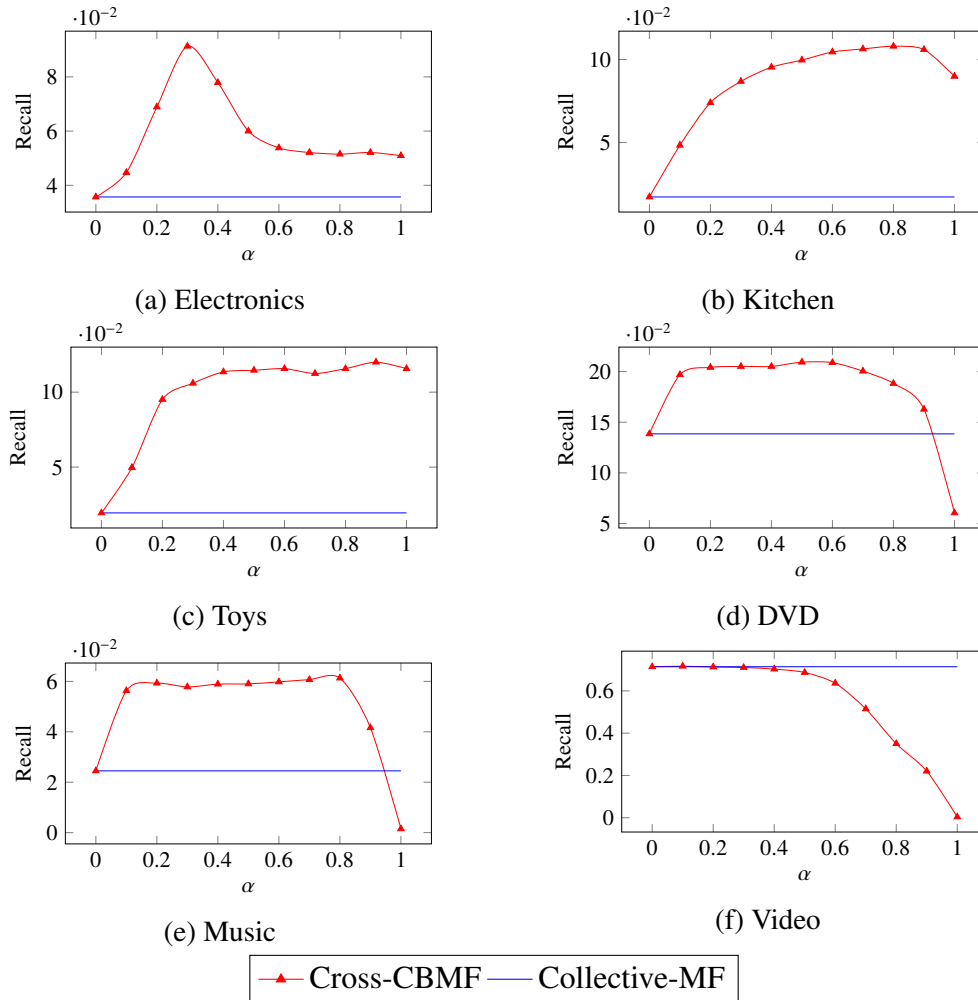 ·10⁻²
8
6
4
Recall
0 0.2 0.4 0.6 0.8 1
α
(a) Electronics
·10⁻²
10
5
Recall
0 0.2 0.4 0.6 0.8 1
α
(b) Kitchen
·10⁻²
10
5
Recall
0 0.2 0.4 0.6 0.8 1
α
(c) Toys
·10⁻²
20
15
10
5
Recall
0 0.2 0.4 0.6 0.8 1
α
(d) DVD
·10⁻²
6
4
2
0
Recall
0 0.2 0.4 0.6 0.8 1
α
(e) Music
0.6
0.4
0.2
0
Recall
0 0.2 0.4 0.6 0.8 1
α
(f) Video
Cross-CBMF Collective-MF